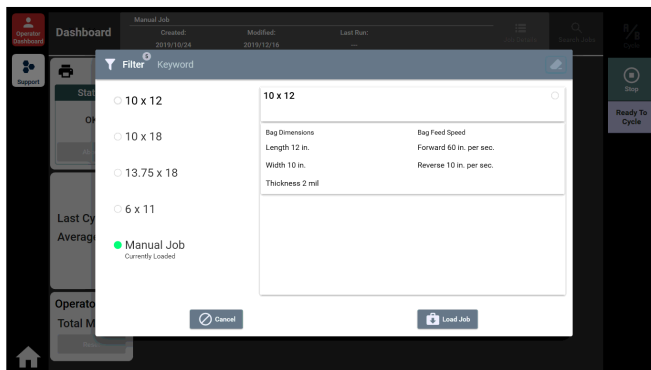 Manual Job
Operator Dashboard
Dashboard
Created:
Modified:
Last Run:
2019/10/24
2019/12/16
---
Job Details
Search Jobs
Support
Filter
Keyword
Stop
Ready To Cycle
10 x 12
10 x 18
13.75 x 18
6 x 11
Manual Job
Currently Loaded
10 x 12
Bag Dimensions
Bag Feed Speed
Length 12 in.
Forward 60 in. per sec.
Width 10 in.
Reverse 10 in. per sec.
Thickness 2 mil
Stat
Last Cy
Average
Operato
Total M
Cancel
Load Job